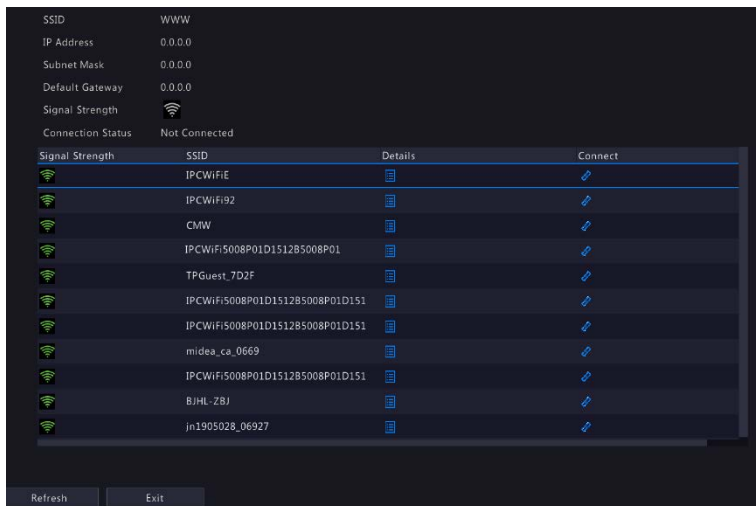 SSID WWW
IP Address 0.0.0.0
Subnet Mask 0.0.0.0
Default Gateway 0.0.0.0
Signal Strength
Connection Status Not Connected
Signal Strength SSID Details Connect
IPCWiFiE
IPCWiFi92
CMW
IPCWiFi5008P01D1512B5008P01
TPGuest_7D2F
IPCWiFi5008P01D1512B5008P01D151
IPCWiFi5008P01D1512B5008P01D151
midea_ca_0669
IPCWiFi5008P01D1512B5008P01D151
BJHL-ZBJ
jn1905028_06927
Refresh Exit